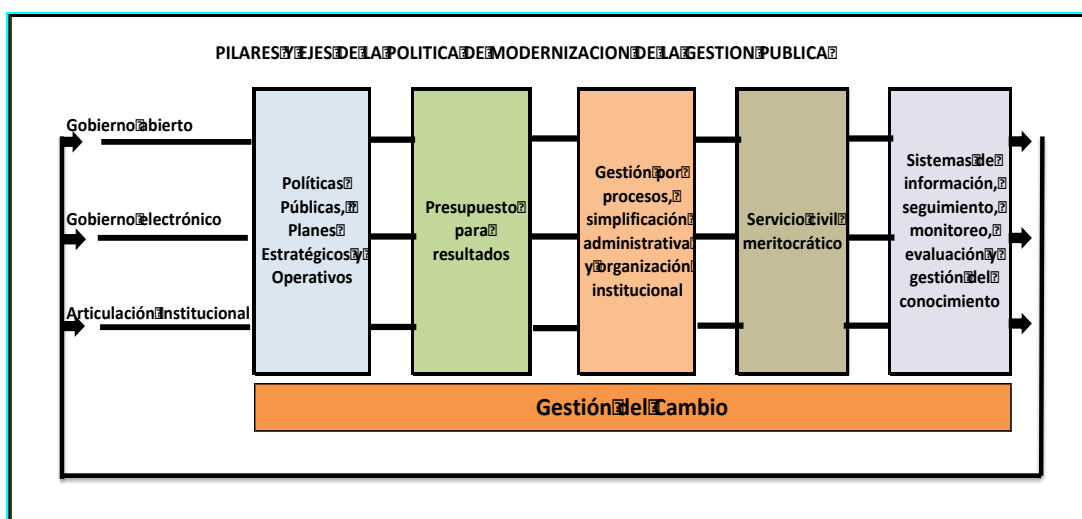 PILARES Y EJES DE LA POLITICA DE MODERNIZACION DE LA GESTION PUBLICA
Gobierno abierto
Gobierno electrónico
Articulación Institucional
Políticas
Públicas,
Planes
Estratégicos y
Operativos
Presupuesto
para
resultados
Gestión por
procesos,
simplificación
administrativa
y organización
institucional
Servicio civil
meritocrático
Sistemas de
información,
seguimiento,
monitoreo,
evaluación y
gestión del
conocimiento
Gestión del Cambio